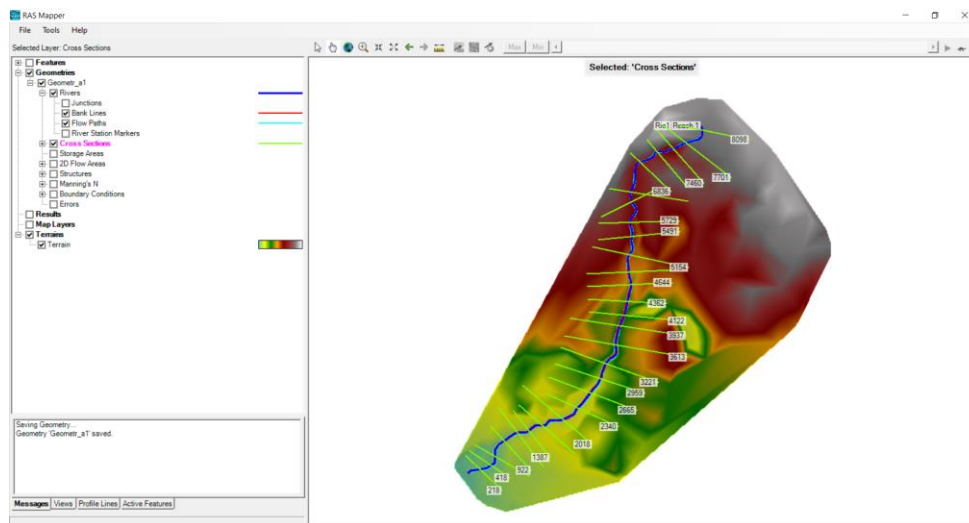 RAS Mapper
File Tools Help
Selected Layer: Cross Sections
Max Min
Features
Geometries
Geometr_a1
Rivers
Junctions
Bank Lines
Flow Paths
River Station Markers
Cross Sections
Storage Areas
2D Flow Areas
Structures
Manning's N
Boundary Conditions
Errors
Results
Map Layers
Terrains
Terrain
Selected: 'Cross Sections'
Reach 1
8098
7701
7460
6836
5729
5491
5154
4644
4362
4122
3937
3613
3221
2959
2665
2340
2018
1387
922
418
218
Saving Geometry...
Geometry 'Geometr_a1' saved.
Messages Views Profile Lines Active Features